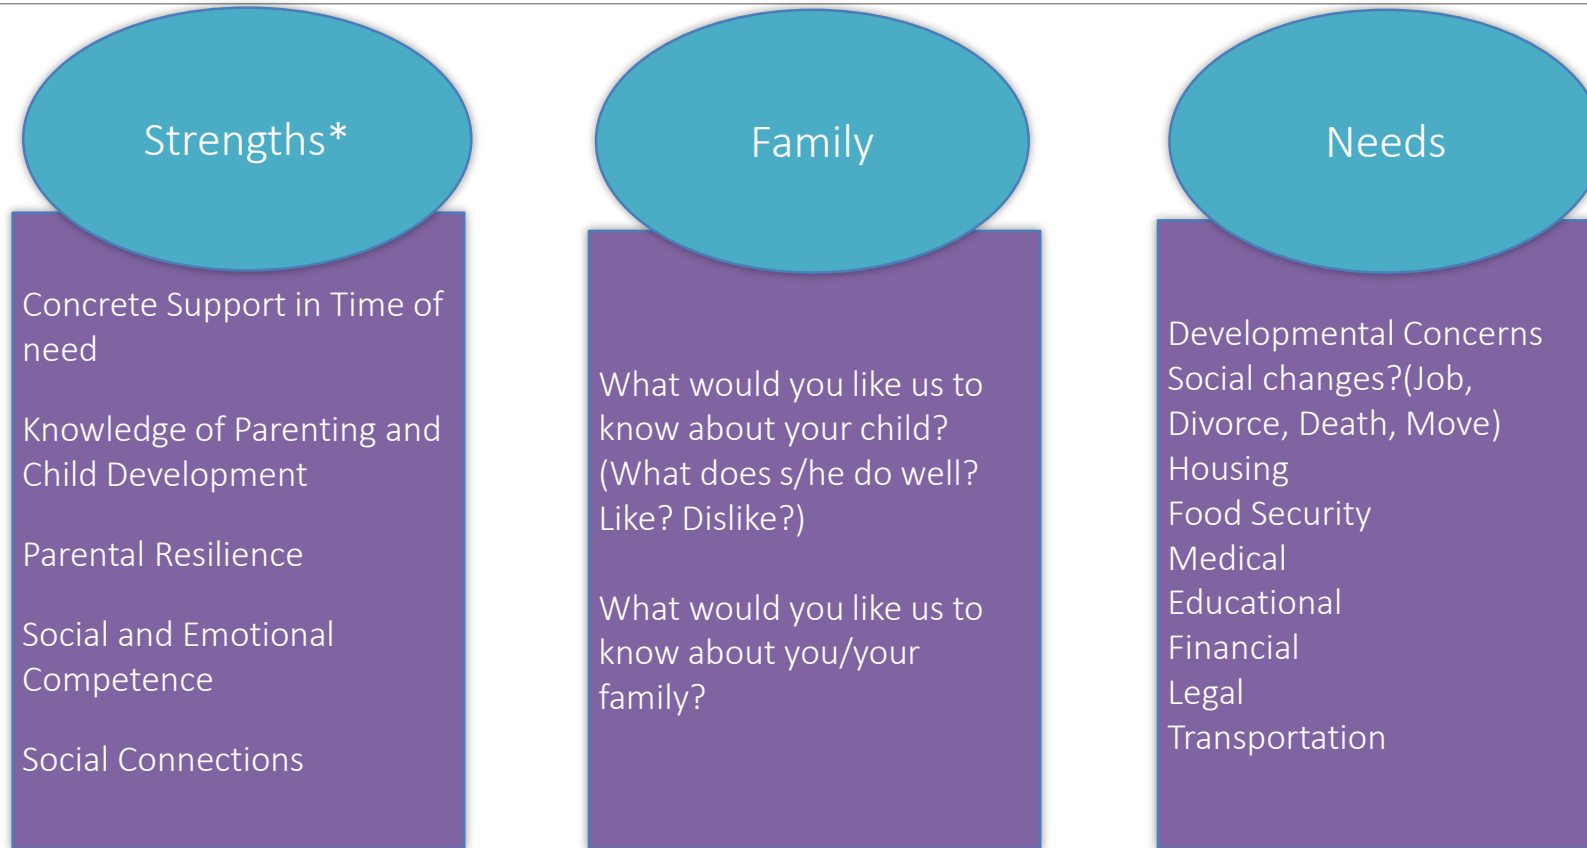 Strengths*
Concrete Support in Time of
need
Knowledge of Parenting and
Child Development
Parental Resilience
Social and Emotional
Competence
Social Connections
Family
What would you like us to
know about your child?
(What does s/he do well?
Like? Dislike?)
What would you like us to
know about you/your
family?
Needs
Developmental Concerns
Social changes?(Job,
Divorce, Death, Move)
Housing
Food Security
Medical
Educational
Financial
Legal
Transportation